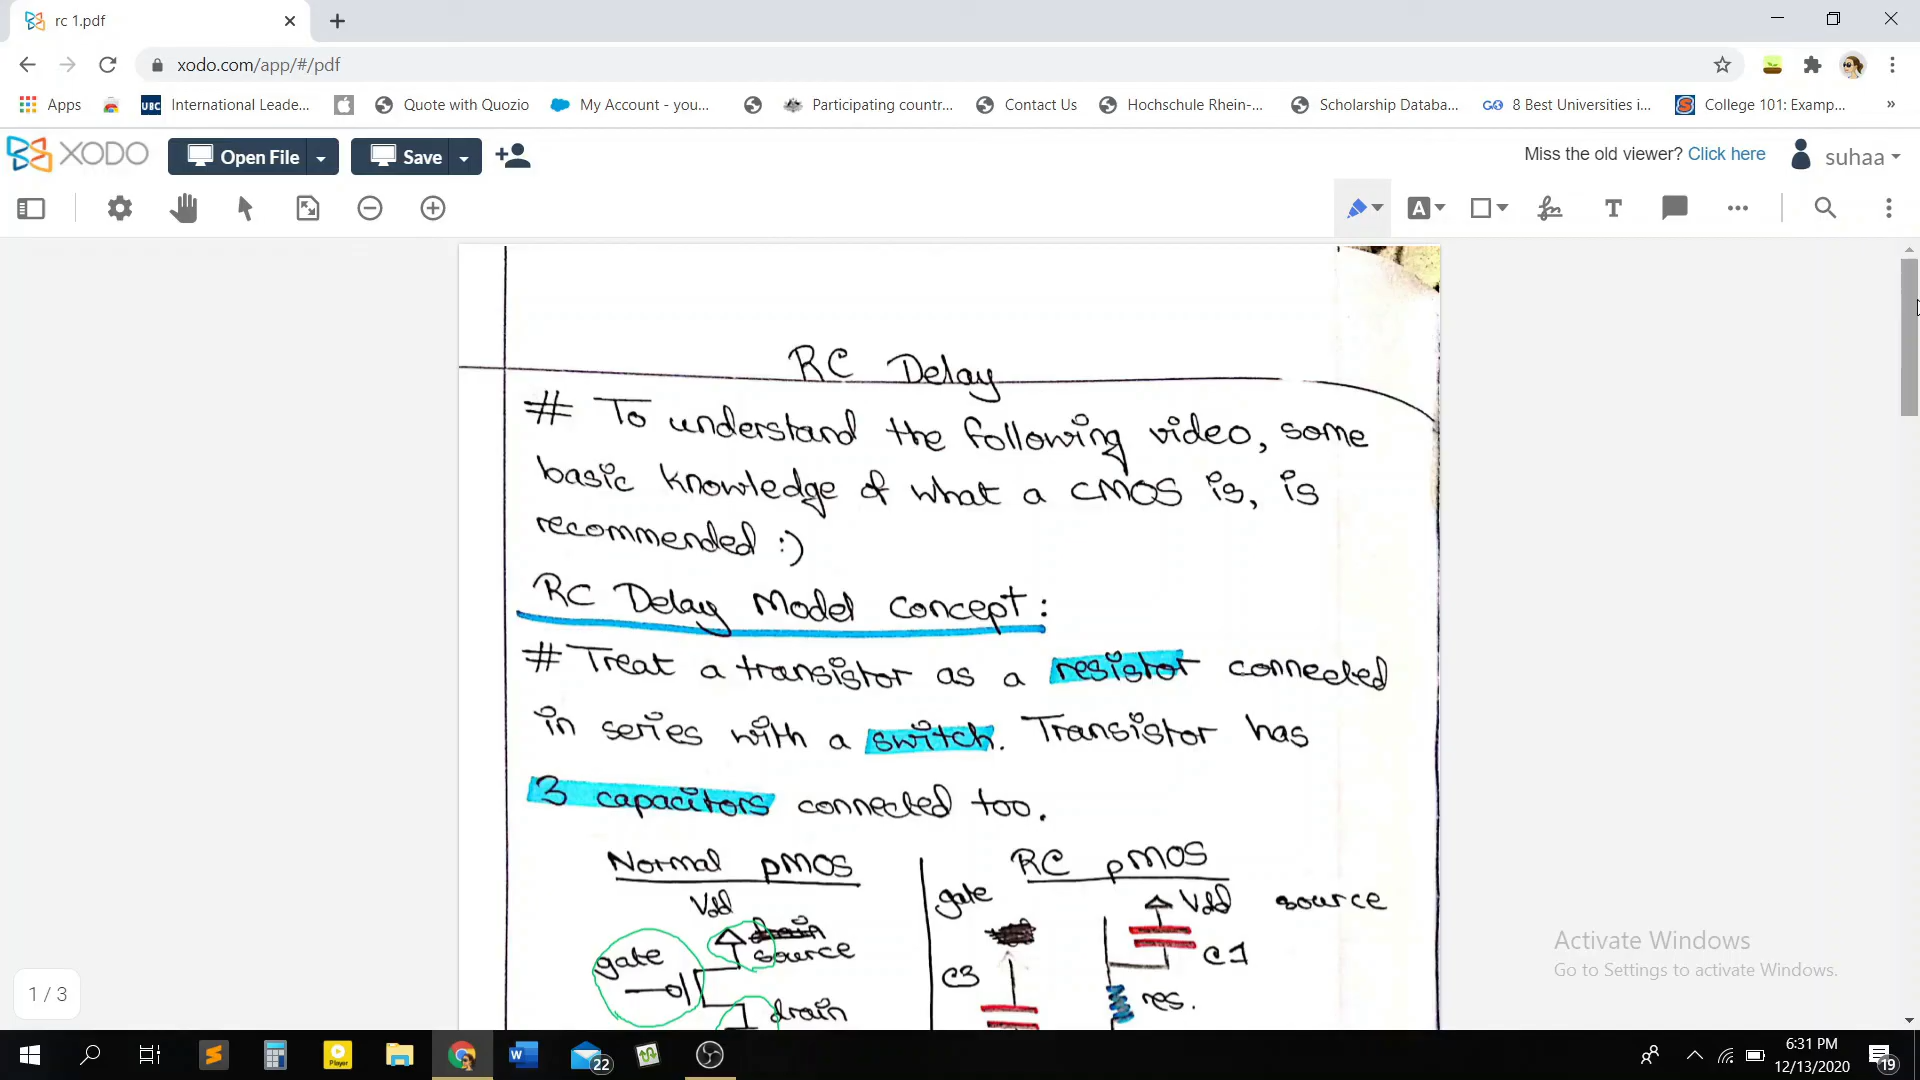 rc 1.pdf
xodo.com/app/#/pdf
Apps
UBC International Leade...
Quote with Quozio
My Account - you...
Participating countr...
Contact Us
Hochschule Rhein-...
Scholarship Databa...
GO 8 Best Universities i...
S College 101: Examp...
»
XODO
Open File
Save
Miss the old viewer? Click here
suhaa
A
T
RC Delay
# To understand the following video, some
basic knowledge of what a CMOS is, is
recommended :)
RC Delay Model Concept:
# Treat a transistor as a resistor connected
in series with a switch. Transistor has
3 capacitors connected too.
Normal pMOS
Vdd
source
gate
drain
RC pMOS
gate
Vdd source
C1
C3
res.
1 / 3
Activate Windows
Go to Settings to activate Windows.
Player
W
22
6:31 PM
12/13/2020
19